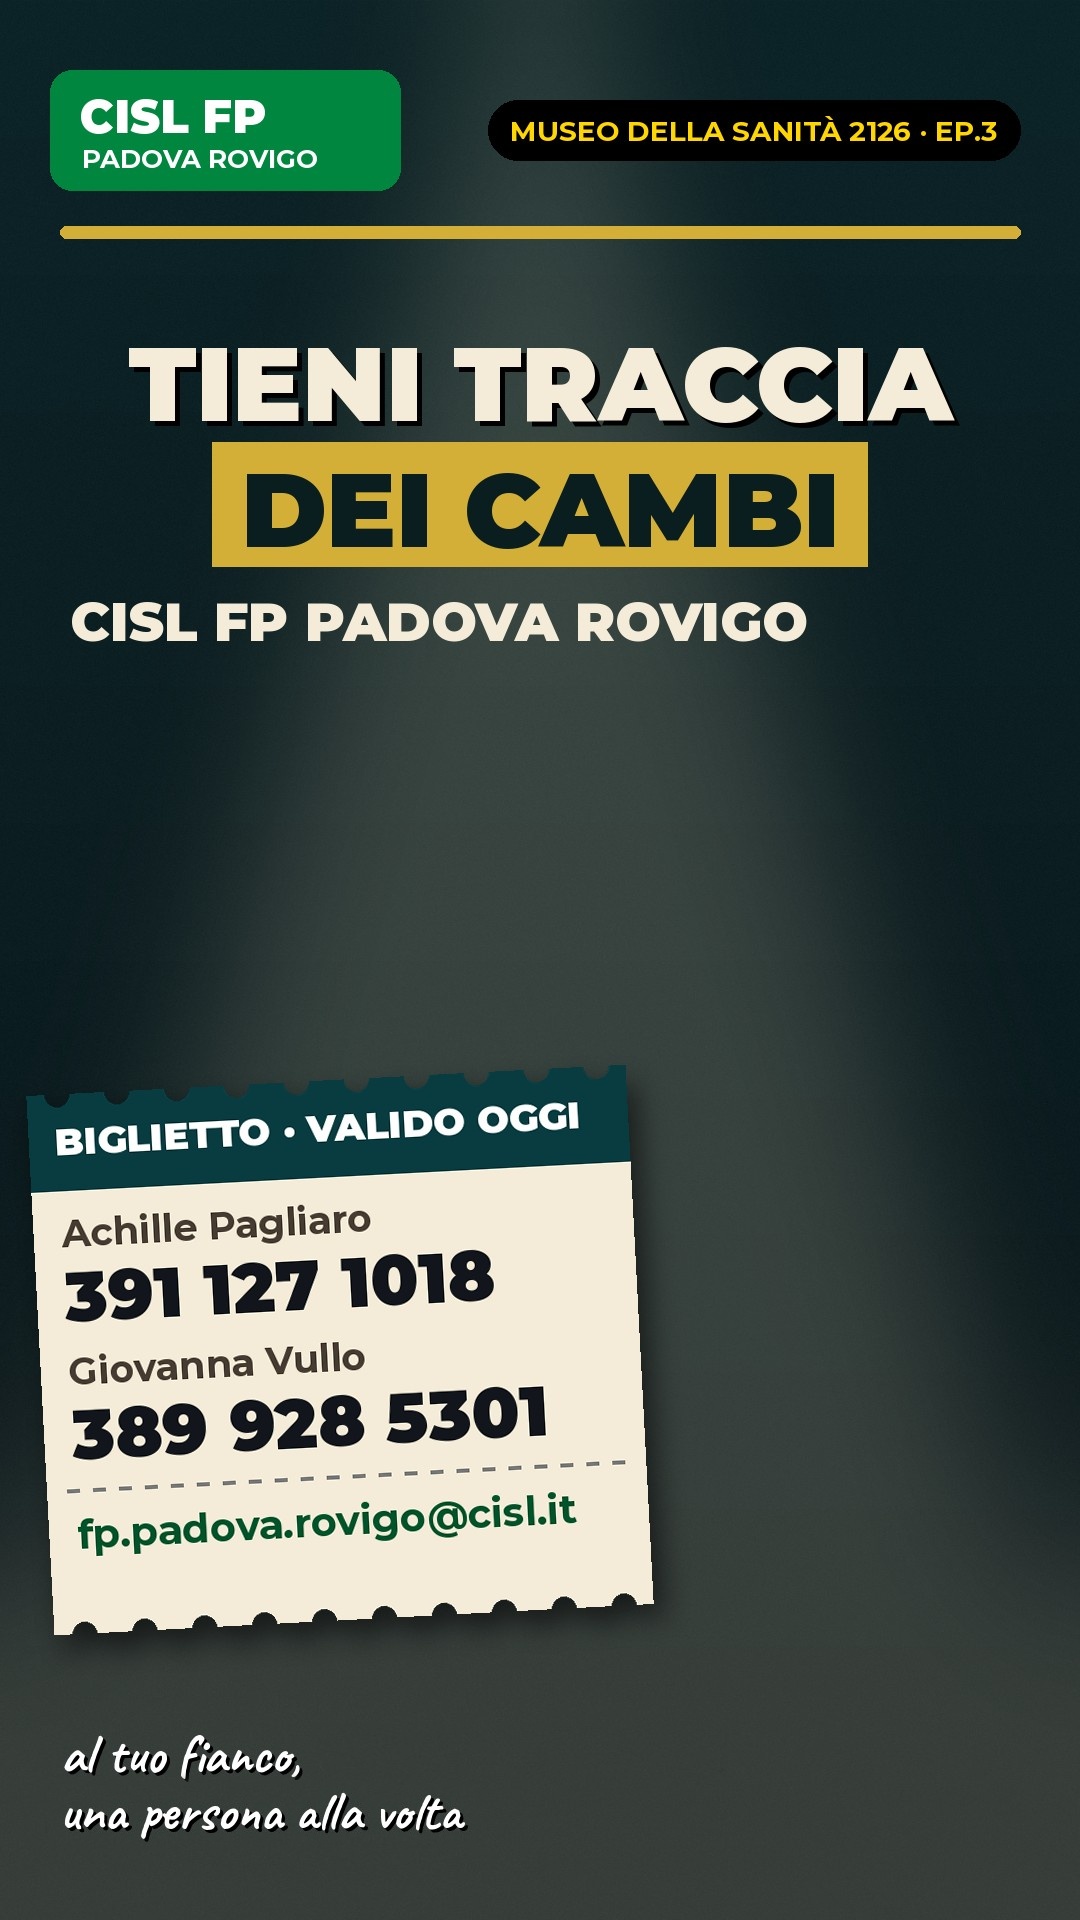 CISL FP
PADOVA ROVIGO
MUSEO DELLA SANITÀ 2126 · EP.3
TIENI TRACCIA
DEI CAMBI
CISL FP PADOVA ROVIGO
BIGLIETTO · VALIDO OGGI
Achille Pagliaro
391 127 1018
Giovanna Vullo
389 928 5301
fp.padova.rovigo@cisl.it
al tuo fianco,
una persona alla volta